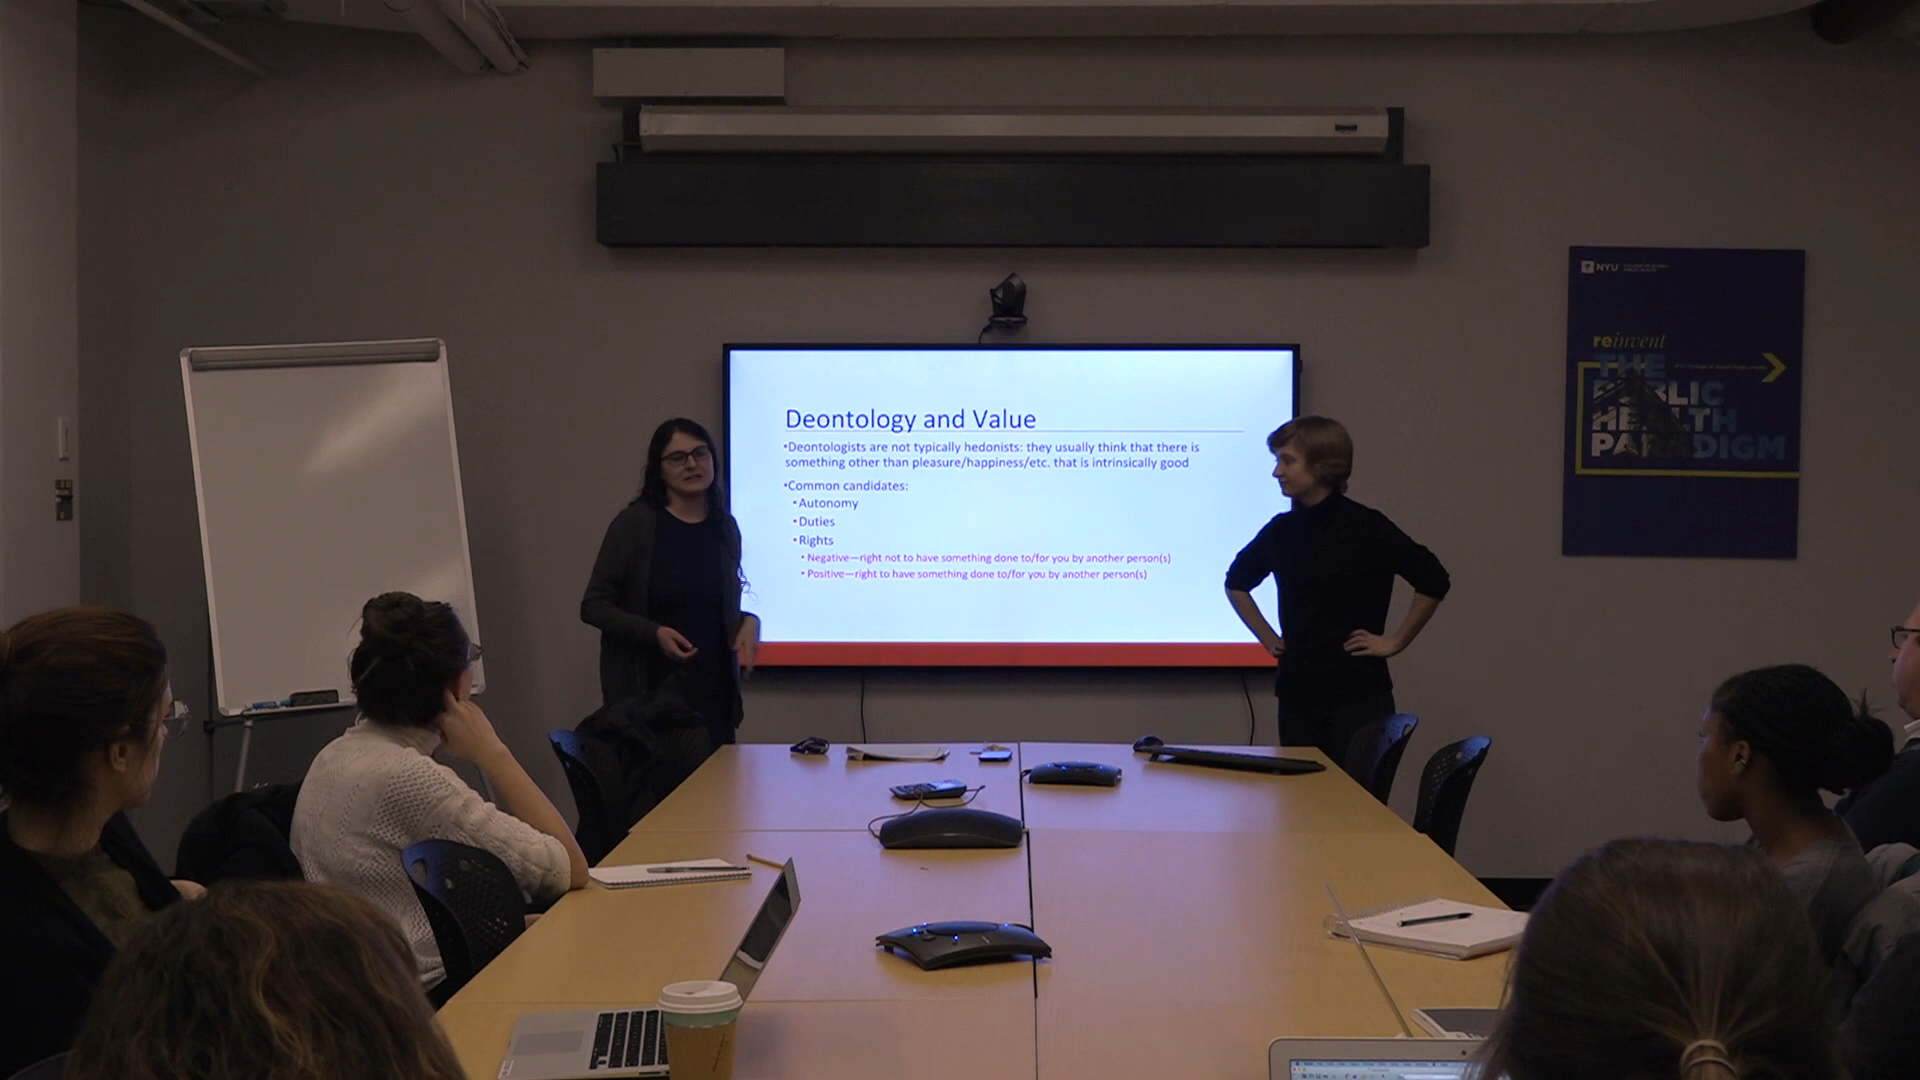 Deontology and Value
•Deontologists are not typically hedonists: they usually think that there is
something other than pleasure/happiness/etc. that is intrinsically good
•Common candidates:
•Autonomy
•Duties
•Rights
•Negative—right not to have something done to/for you by another person(s)
•Positive—right to have something done to/for you by another person(s)
NYU
reinvent
THE
PUBLIC
HEALTH
PARADIGM